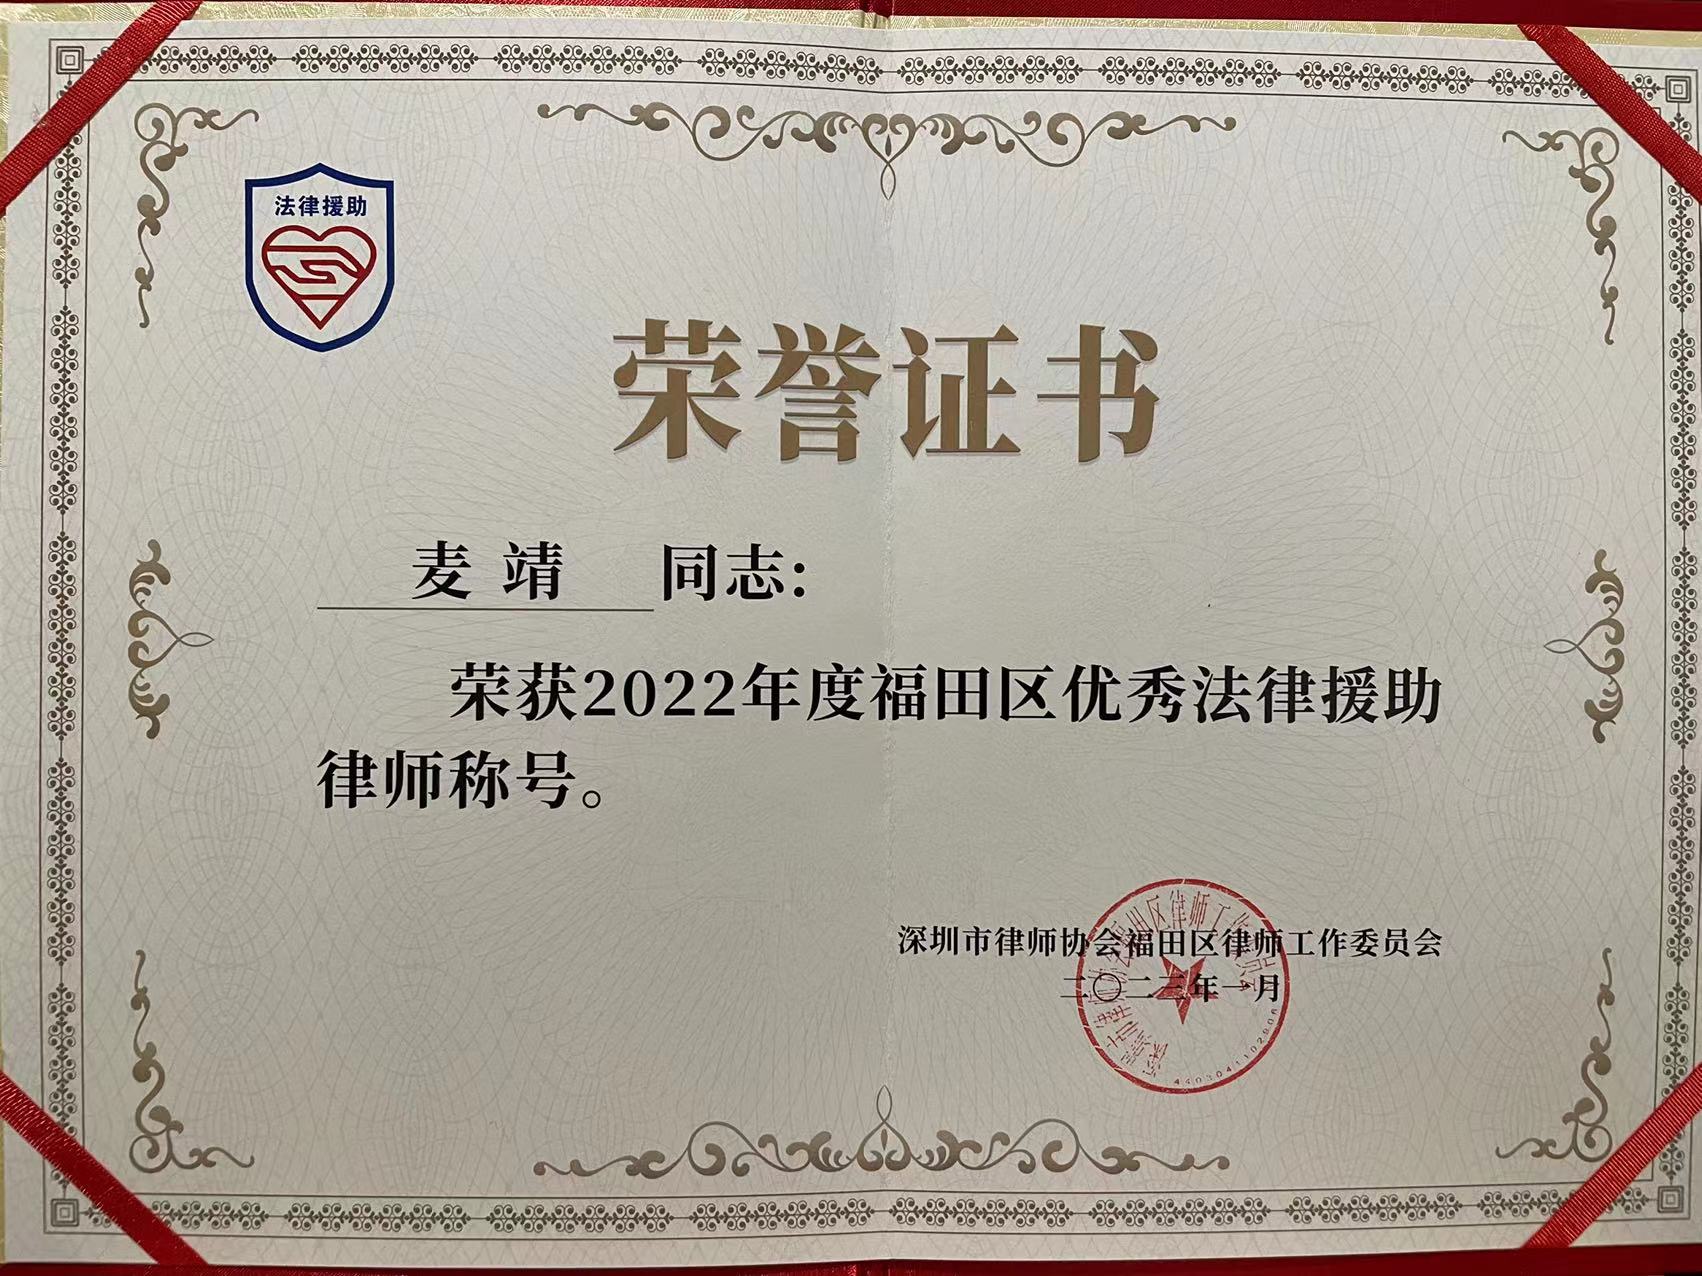 法律援助
荣誉证书
麦 靖 同志：
荣获2022年度福田区优秀法律援助
律师称号。
深圳市律师协会福田区律师工作委员会
二〇二三年一月
4403041102906